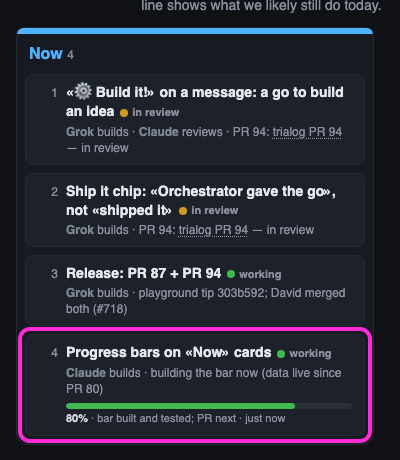 line shows what we likely still do today.
Now 4
1 «⚙️ Build it!» on a message: a go to build
an idea in review
Grok builds · Claude reviews · PR 94: trialog PR 94
— in review
2 Ship it chip: «Orchestrator gave the go»,
not «shipped it» in review
Grok builds · PR 94: trialog PR 94 — in review
3 Release: PR 87 + PR 94 working
Grok builds · playground tip 303b592; David merged
both (#718)
4 Progress bars on «Now» cards working
Claude builds · building the bar now (data live since
PR 80)
80% · bar built and tested; PR next · just now